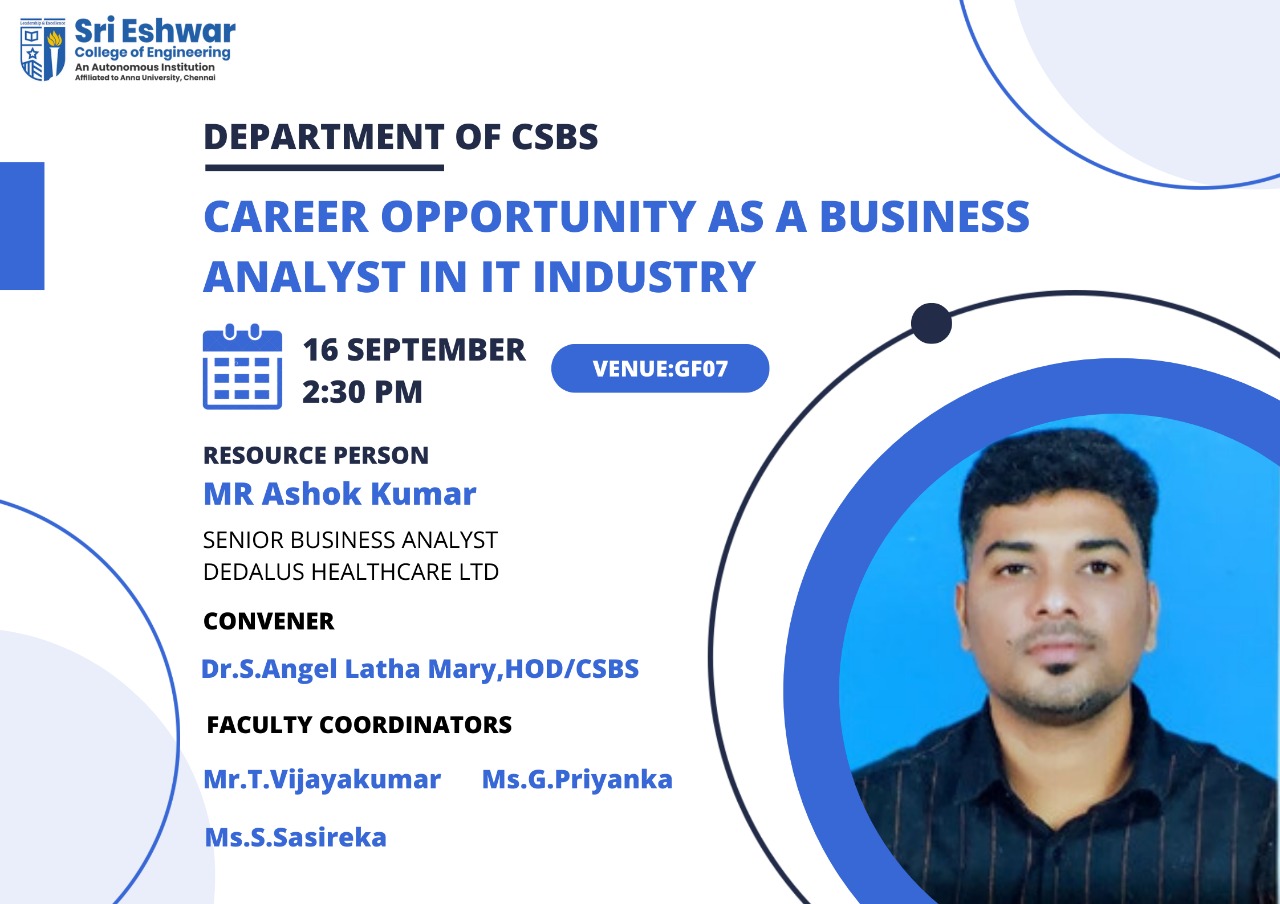 Leadership & Excellence
Sri Eshwar
College of Engineering
An Autonomous Institution
Affiliated to Anna University, Chennai
DEPARTMENT OF CSBS
CAREER OPPORTUNITY AS A BUSINESS
ANALYST IN IT INDUSTRY
16 SEPTEMBER
2:30 PM
VENUE:GF07
RESOURCE PERSON
MR Ashok Kumar
SENIOR BUSINESS ANALYST
DEDALUS HEALTHCARE LTD
CONVENER
Dr.S.Angel Latha Mary,HOD/CSBS
FACULTY COORDINATORS
Mr.T.Vijayakumar Ms.G.Priyanka
Ms.S.Sasireka